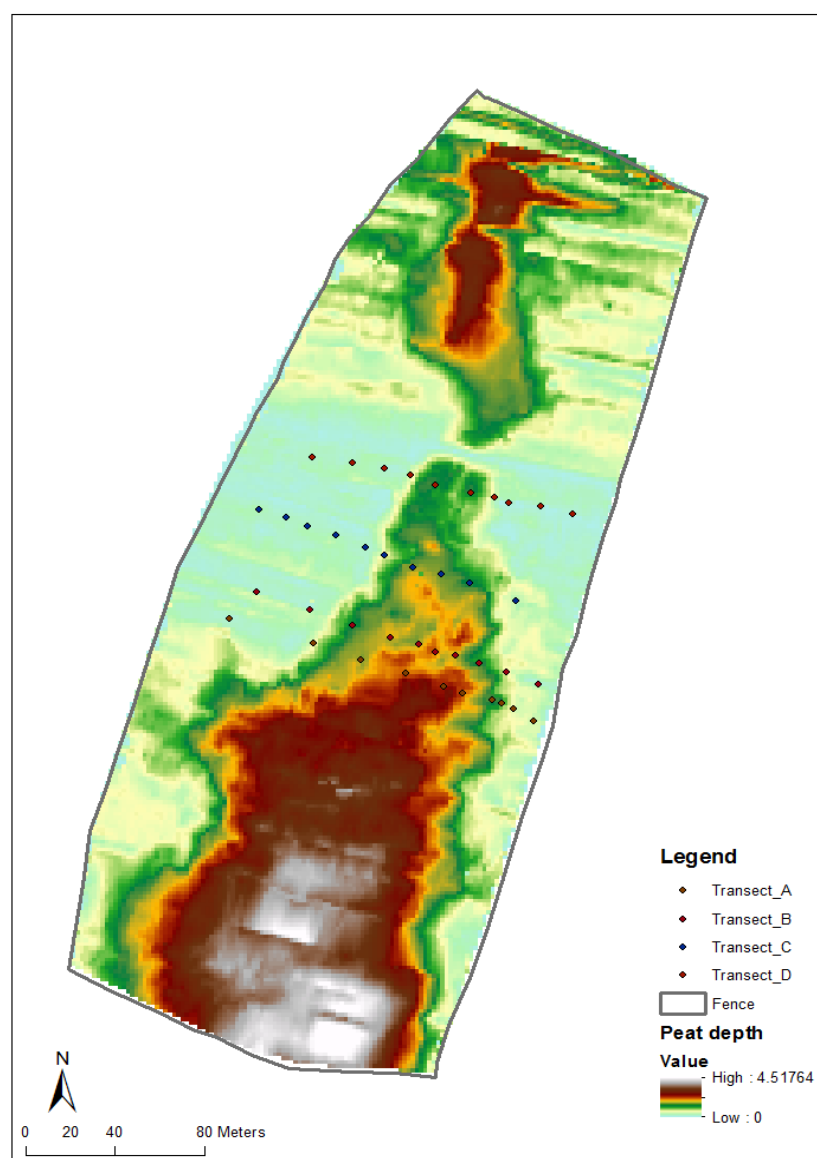 Legend
Transect_A
Transect_B
Transect_C
Transect_D
Fence
Peat depth
Value
High : 4.51764
Low : 0
N
0 20 40 80 Meters